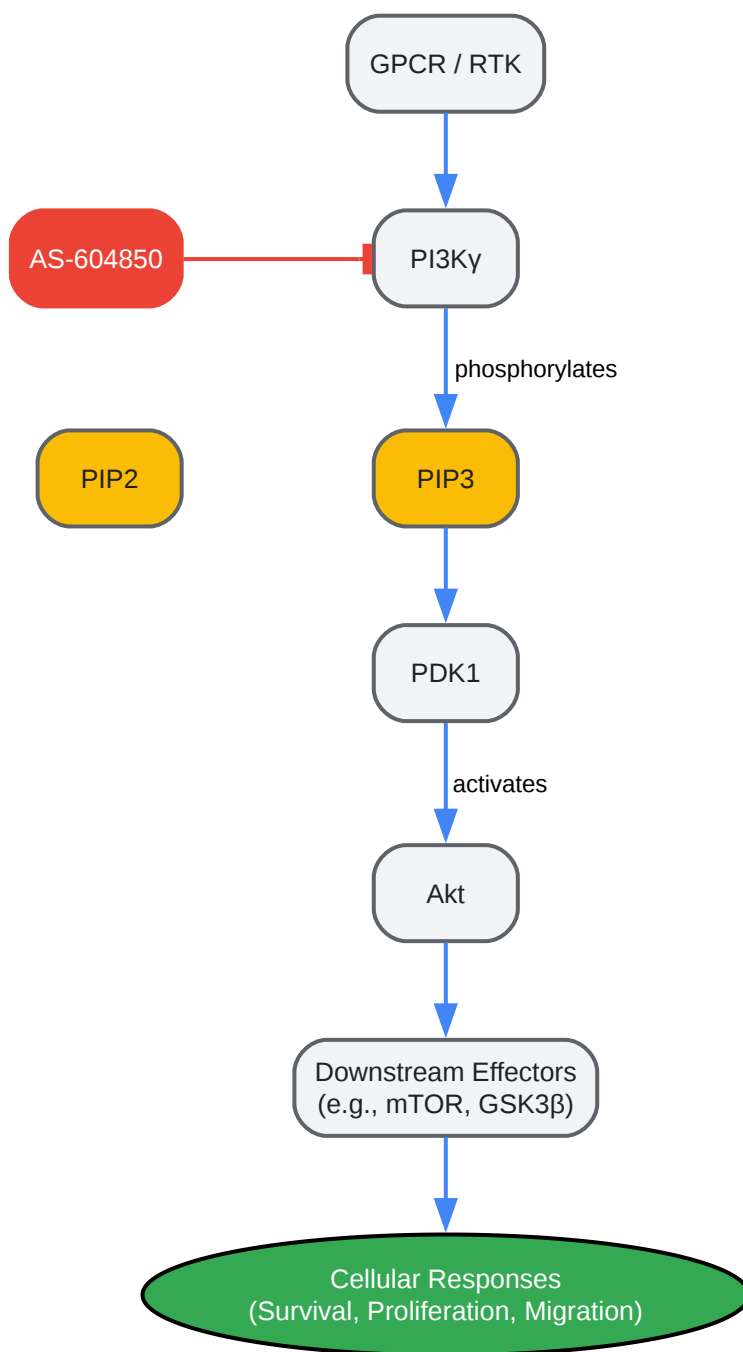 GPCR / RTK
AS-604850
PI3Kγ
phosphorylates
PIP2
PIP3
PDK1
activates
Akt
Downstream Effectors
(e.g., mTOR, GSK3β)
Cellular Responses
(Survival, Proliferation, Migration)